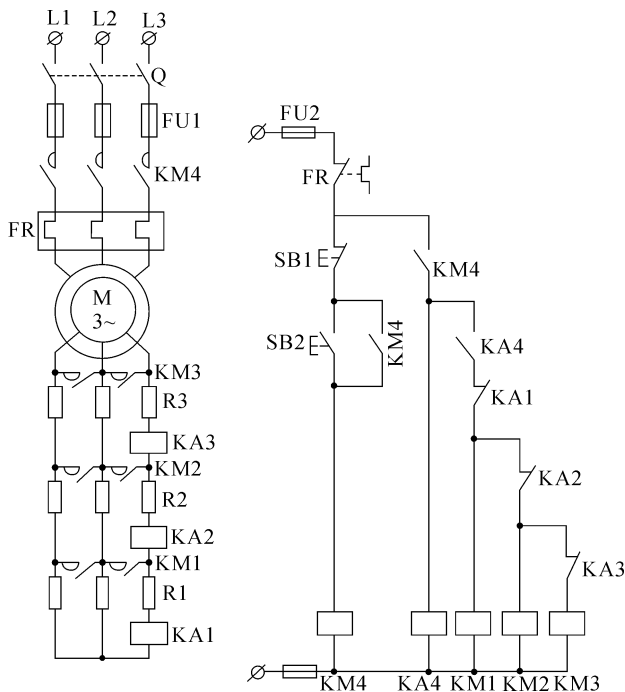 L1 L2 L3
Q
FU1
KM4
FR
M
3~
KM3
R3
KA3
KM2
R2
KA2
KM1
R1
KA1
FU2
FR
SB1
KM4
SB2
KM4
KA4
KA1
KA2
KA3
KM4 KA4 KM1 KM2 KM3